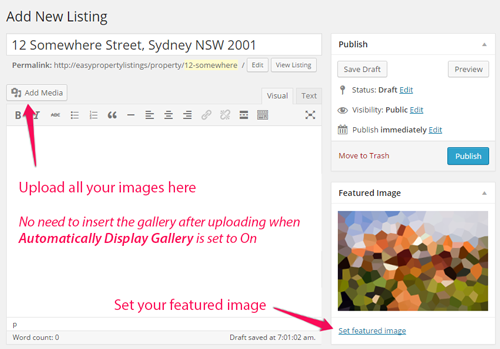 Add New Listing
12 Somewhere Street, Sydney NSW 2001
Permalink: http://easypropertylistings/property/12-somewhere / Edit View Listing
Add Media
Visual Text
B I ABC
Upload all your images here
No need to insert the gallery after uploading when
Automatically Display Gallery is set to On
Set your featured image
p
Word count: 0 Draft saved at 7:01:02 am.
Publish
Save Draft Preview
Status: Draft Edit
Visibility: Public Edit
Publish immediately Edit
Move to Trash Publish
Featured Image
Set featured image